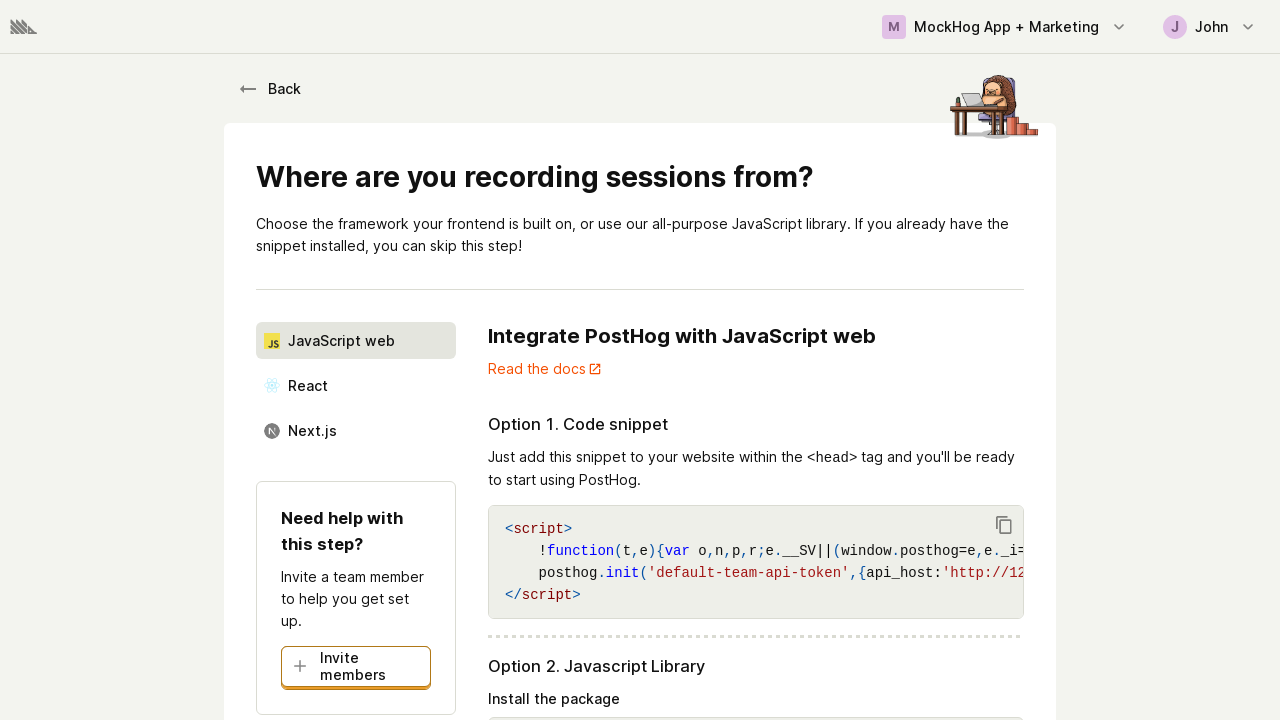 M MockHog App + Marketing
J John
Back
Where are you recording sessions from?
Choose the framework your frontend is built on, or use our all-purpose JavaScript library. If you already have the
snippet installed, you can skip this step!
JS JavaScript web
React
N Next.js
Need help with
this step?
Invite a team member
to help you get set
up.
Invite
members
Integrate PostHog with JavaScript web
Read the docs
Option 1. Code snippet
Just add this snippet to your website within the <head> tag and you'll be ready
to start using PostHog.
<script>
!function(t,e){var o,n,p,r;e.__SV||(window.posthog=e,e._i=
posthog.init('default-team-api-token',{api_host:'http://12
</script>
Option 2. Javascript Library
Install the package